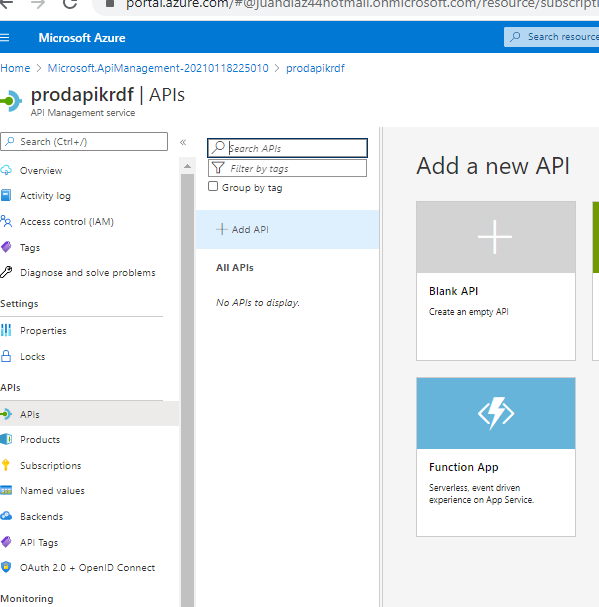 portal.azure.com/#@juandiaz44hotmail.onmicrosoft.com/resource/subscripti
Microsoft Azure
Search resource
Home > Microsoft.ApiManagement-20210118225010 > prodapikrdf
prodapikrdf | APIs
API Management service
Search (Ctrl+/)
«
Overview
Activity log
Access control (IAM)
Tags
Diagnose and solve problems
Settings
Properties
Locks
APIs
APIs
Products
Subscriptions
Named values
Backends
API Tags
OAuth 2.0 + OpenID Connect
Monitoring
Search APIs
Filter by tags
Group by tag
+ Add API
All APIs
No APIs to display.
Add a new API
Blank API
Create an empty API
Function App
Serverless, event driven
experience on App Service.